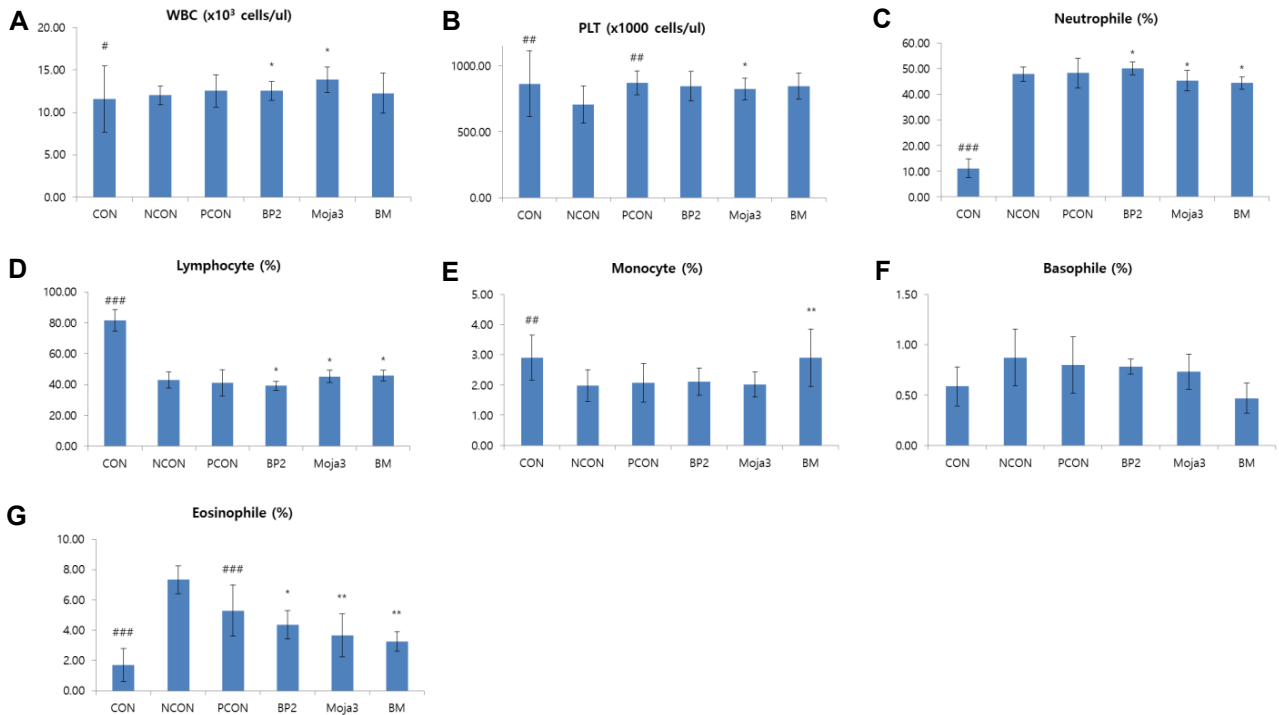 A
WBC (x10³ cells/ul)
#
*
*
20.00
15.00
10.00
5.00
0.00
CON NCON PCON BP2 Moja3 BM
B
PLT (x1000 cells/ul)
##
##
*
1000.00
500.00
0.00
CON NCON PCON BP2 Moja3 BM
C
Neutrophile (%)
###
*
*
*
60.00
50.00
40.00
30.00
20.00
10.00
0.00
CON NCON PCON BP2 Moja3 BM
D
Lymphocyte (%)
###
*
*
*
100.00
80.00
60.00
40.00
20.00
0.00
CON NCON PCON BP2 Moja3 BM
E
Monocyte (%)
##
**
5.00
4.00
3.00
2.00
1.00
0.00
CON NCON PCON BP2 Moja3 BM
F
Basophile (%)
1.50
1.00
0.50
0.00
CON NCON PCON BP2 Moja3 BM
G
Eosinophile (%)
###
###
*
**
**
10.00
8.00
6.00
4.00
2.00
0.00
CON NCON PCON BP2 Moja3 BM